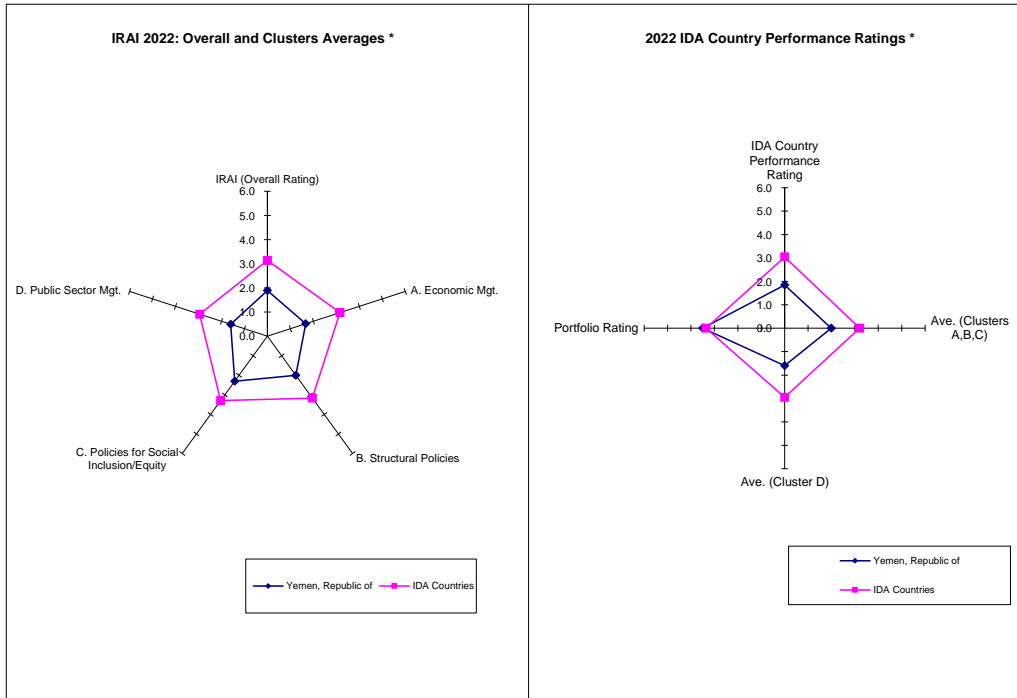 IRAI 2022: Overall and Clusters Averages *
IRAI (Overall Rating)
6.0
5.0
4.0
3.0
2.0
1.0
0.0
A. Economic Mgt.
B. Structural Policies
C. Policies for Social
Inclusion/Equity
D. Public Sector Mgt.
Yemen, Republic of
IDA Countries
2022 IDA Country Performance Ratings *
IDA Country
Performance
Rating
6.0
5.0
4.0
3.0
2.0
1.0
0.0
Ave. (Clusters
A,B,C)
Ave. (Cluster D)
Portfolio Rating
Yemen, Republic of
IDA Countries